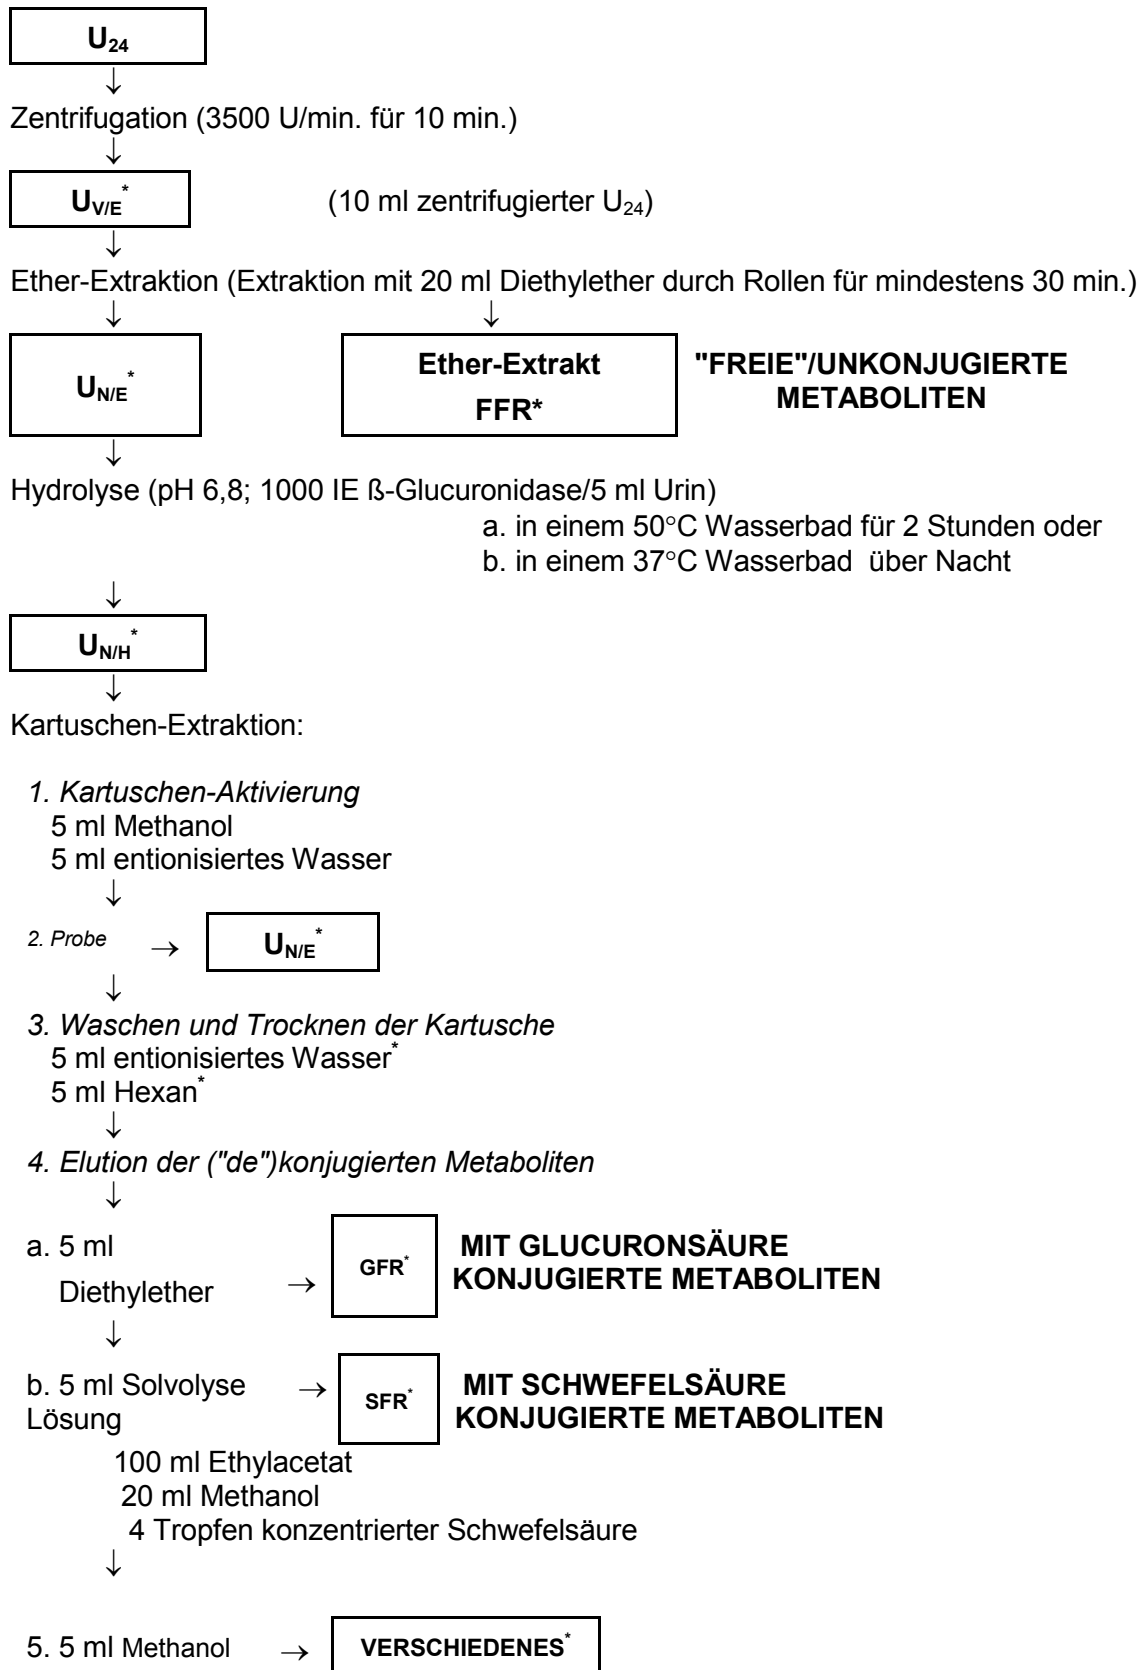 U24
↓
Zentrifugation (3500 U/min. für 10 min.)
↓
UV/E* (10 ml zentrifugierter U24)
↓
Ether-Extraktion (Extraktion mit 20 ml Diethylether durch Rollen für mindestens 30 min.)
↓ ↓
UN/E*
Ether-Extrakt
FFR*
"FREIE"/UNKONJUGIERTE
METABOLITEN
↓
Hydrolyse (pH 6,8; 1000 IE ß-Glucuronidase/5 ml Urin)
a. in einem 50°C Wasserbad für 2 Stunden oder
b. in einem 37°C Wasserbad über Nacht
↓
UN/H*
↓
Kartuschen-Extraktion:
1. Kartuschen-Aktivierung
5 ml Methanol
5 ml entionisiertes Wasser
↓
2. Probe → UN/E*
↓
3. Waschen und Trocknen der Kartusche
5 ml entionisiertes Wasser*
5 ml Hexan*
↓
4. Elution der ("de")konjugierten Metaboliten
↓
a. 5 ml
Diethylether → GFR*
MIT GLUCURONSÄURE
KONJUGIERTE METABOLITEN
↓
b. 5 ml Solvolyse
Lösung
→ SFR*
MIT SCHWEFELSÄURE
KONJUGIERTE METABOLITEN
100 ml Ethylacetat
20 ml Methanol
4 Tropfen konzentrierter Schwefelsäure
↓
5. 5 ml Methanol → VERSCHIEDENES*